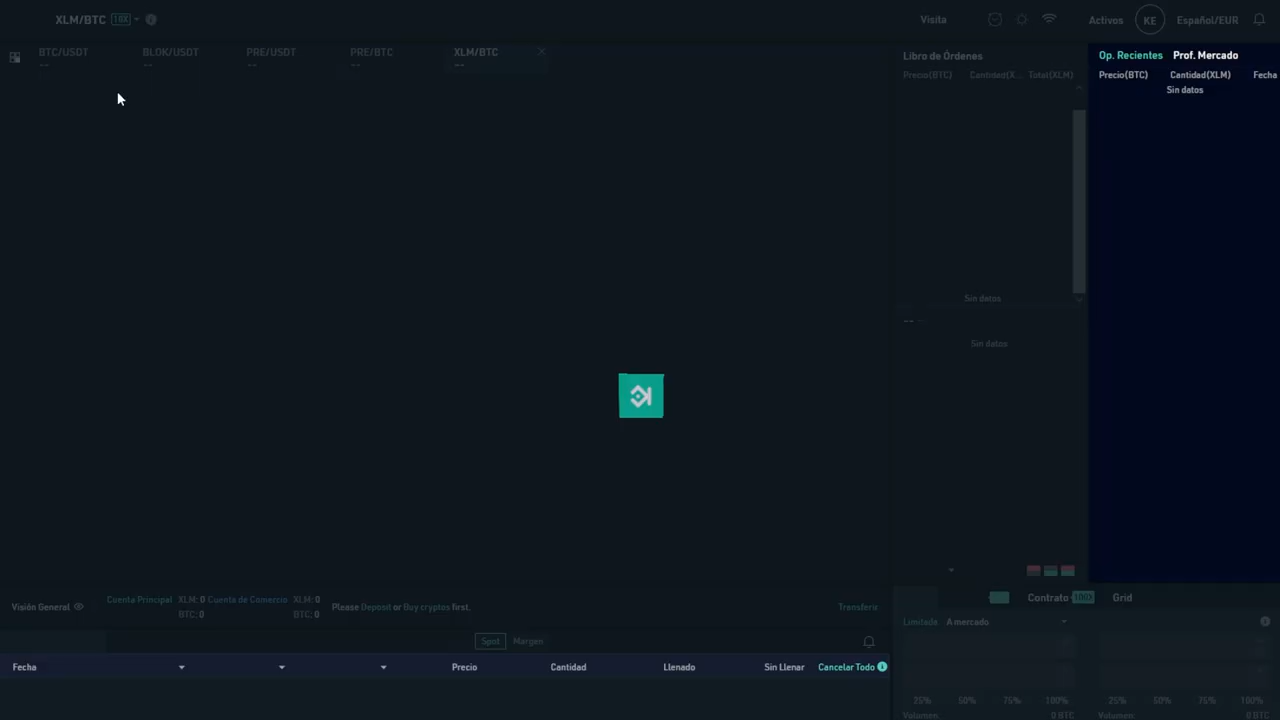 XLM/BTC 10X
Visita Activos KE Español/EUR
BTC/USDT BLOK/USDT PRE/USDT PRE/BTC XLM/BTC
-- -- -- -- --
Libro de Órdenes
Precio(BTC) Cantidad(X... Total(XLM)
Sin datos
-- --
Sin datos
Op. Recientes Prof. Mercado
Precio(BTC) Cantidad(XLM) Fecha
Sin datos
Visión General Cuenta Principal XLM: 0 BTC: 0 Cuenta de Comercio XLM: 0 BTC: 0 Please Deposit or Buy cryptos first. Transferir
Spot Margen
Fecha Precio Cantidad Llenado Sin Llenar Cancelar Todo
Contrato 100X Grid
Limitada A mercado
25% 50% 75% 100% 25% 50% 75% 100%
Volumen 0 BTC Volumen 0 BTC